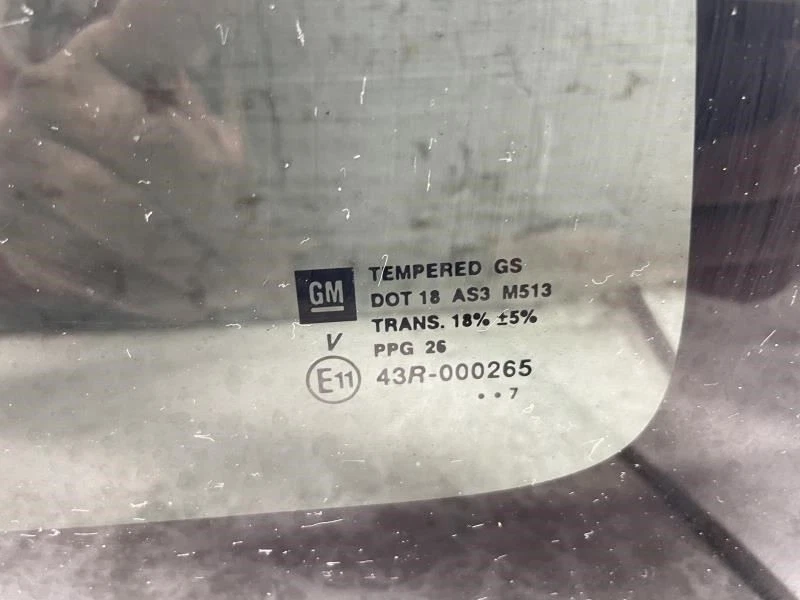 GM
TEMPERED GS
DOT 18 AS3 M513
TRANS. 18% ±5%
V
PPG 26
E11
43R-000265
• • 7